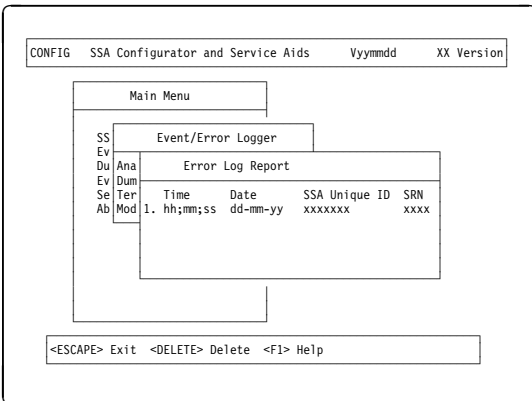 CONFIG SSA Configurator and Service Aids Vyymmdd XX Version
Main Menu
SS Event/Error Logger
Ev
Du Ana Error Log Report
Ev Dum
Se Ter Time Date SSA Unique ID SRN
Ab Mod 1. hh;mm;ss dd-mm-yy xxxxxxx xxxx
<ESCAPE> Exit <DELETE> Delete <F1> Help